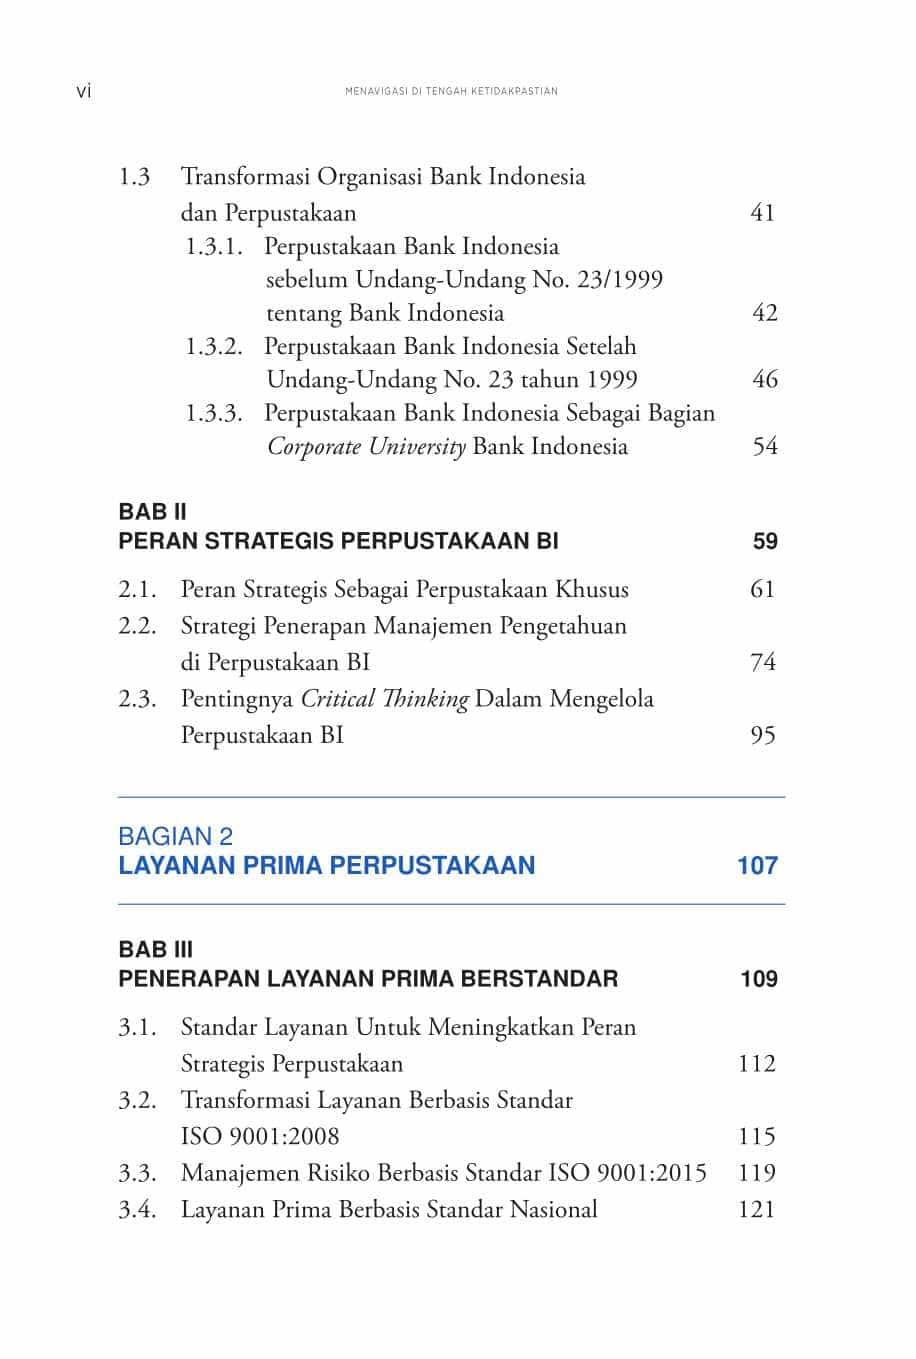 vi
MENAVIGASI DI TENGAH KETIDAKPASTIAN
1.3 Transformasi Organisasi Bank Indonesia
dan Perpustakaan 41
1.3.1. Perpustakaan Bank Indonesia
sebelum Undang-Undang No. 23/1999
tentang Bank Indonesia 42
1.3.2. Perpustakaan Bank Indonesia Setelah
Undang-Undang No. 23 tahun 1999 46
1.3.3. Perpustakaan Bank Indonesia Sebagai Bagian
Corporate University Bank Indonesia 54
BAB II
PERAN STRATEGIS PERPUSTAKAAN BI 59
2.1. Peran Strategis Sebagai Perpustakaan Khusus 61
2.2. Strategi Penerapan Manajemen Pengetahuan
di Perpustakaan BI 74
2.3. Pentingnya Critical Thinking Dalam Mengelola
Perpustakaan BI 95
BAGIAN 2
LAYANAN PRIMA PERPUSTAKAAN 107
BAB III
PENERAPAN LAYANAN PRIMA BERSTANDAR 109
3.1. Standar Layanan Untuk Meningkatkan Peran
Strategis Perpustakaan 112
3.2. Transformasi Layanan Berbasis Standar
ISO 9001:2008 115
3.3. Manajemen Risiko Berbasis Standar ISO 9001:2015 119
3.4. Layanan Prima Berbasis Standar Nasional 121